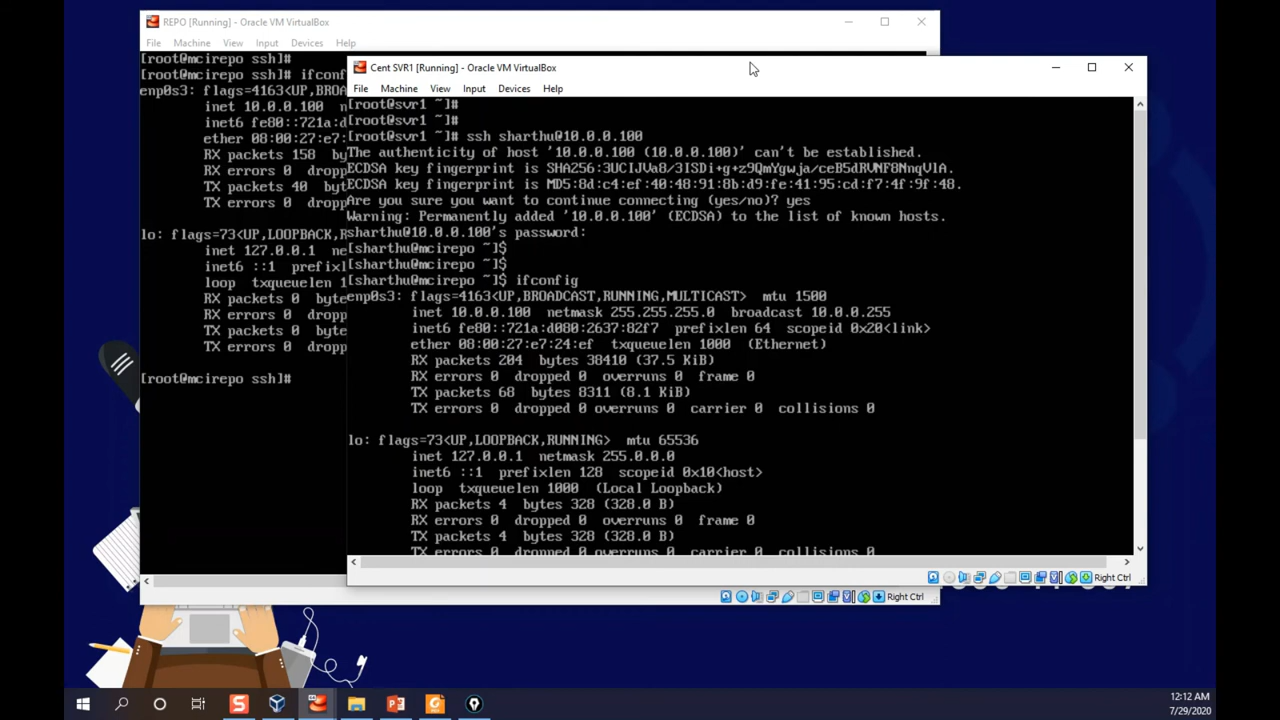 REPO [Running] - Oracle VM VirtualBox
File Machine View Input Devices Help
[root@mcirepo ssh]#
[root@mcirepo ssh]# ifconf
enp0s3: flags=4163<UP,BROA
inet 10.0.0.100 n
inet6 fe80::721a:d
ether 08:00:27:e7:
RX packets 158 by
RX errors 0 dropp
TX packets 40 byt
TX errors 0 dropp
lo: flags=73<UP,LOOPBACK,R
inet 127.0.0.1 ne
inet6 ::1 prefixl
loop txqueuelen 1
RX packets 0 byte
RX errors 0 dropp
TX packets 0 byte
TX errors 0 dropp
[root@mcirepo ssh]#
Right Ctrl
Cent SVR1 [Running] - Oracle VM VirtualBox
File Machine View Input Devices Help
[root@svr1 ~]#
[root@svr1 ~]#
[root@svr1 ~]# ssh sharthu@10.0.0.100
The authenticity of host '10.0.0.100 (10.0.0.100)' can't be established.
ECDSA key fingerprint is SHA256:3UCIJVa8/3ISDi+g+z9QmYgwja/ceB5dRVNF8NnqVlA.
ECDSA key fingerprint is MD5:8d:c4:ef:40:48:91:8b:d9:fe:41:95:cd:f7:4f:9f:48.
Are you sure you want to continue connecting (yes/no)? yes
Warning: Permanently added '10.0.0.100' (ECDSA) to the list of known hosts.
sharthu@10.0.0.100's password:
[sharthu@mcirepo ~]$
[sharthu@mcirepo ~]$
[sharthu@mcirepo ~]$ ifconfig
enp0s3: flags=4163<UP,BROADCAST,RUNNING,MULTICAST> mtu 1500
inet 10.0.0.100 netmask 255.255.255.0 broadcast 10.0.0.255
inet6 fe80::721a:d080:2637:82f7 prefixlen 64 scopeid 0x20<link>
ether 08:00:27:e7:24:ef txqueuelen 1000 (Ethernet)
RX packets 204 bytes 38410 (37.5 KiB)
RX errors 0 dropped 0 overruns 0 frame 0
TX packets 68 bytes 8311 (8.1 KiB)
TX errors 0 dropped 0 overruns 0 carrier 0 collisions 0
lo: flags=73<UP,LOOPBACK,RUNNING> mtu 65536
inet 127.0.0.1 netmask 255.0.0.0
inet6 ::1 prefixlen 128 scopeid 0x10<host>
loop txqueuelen 1000 (Local Loopback)
RX packets 4 bytes 328 (328.0 B)
RX errors 0 dropped 0 overruns 0 frame 0
TX packets 4 bytes 328 (328.0 B)
TX errors 0 dropped 0 overruns 0 carrier 0 collisions 0
Right Ctrl
12:12 AM
7/29/2020